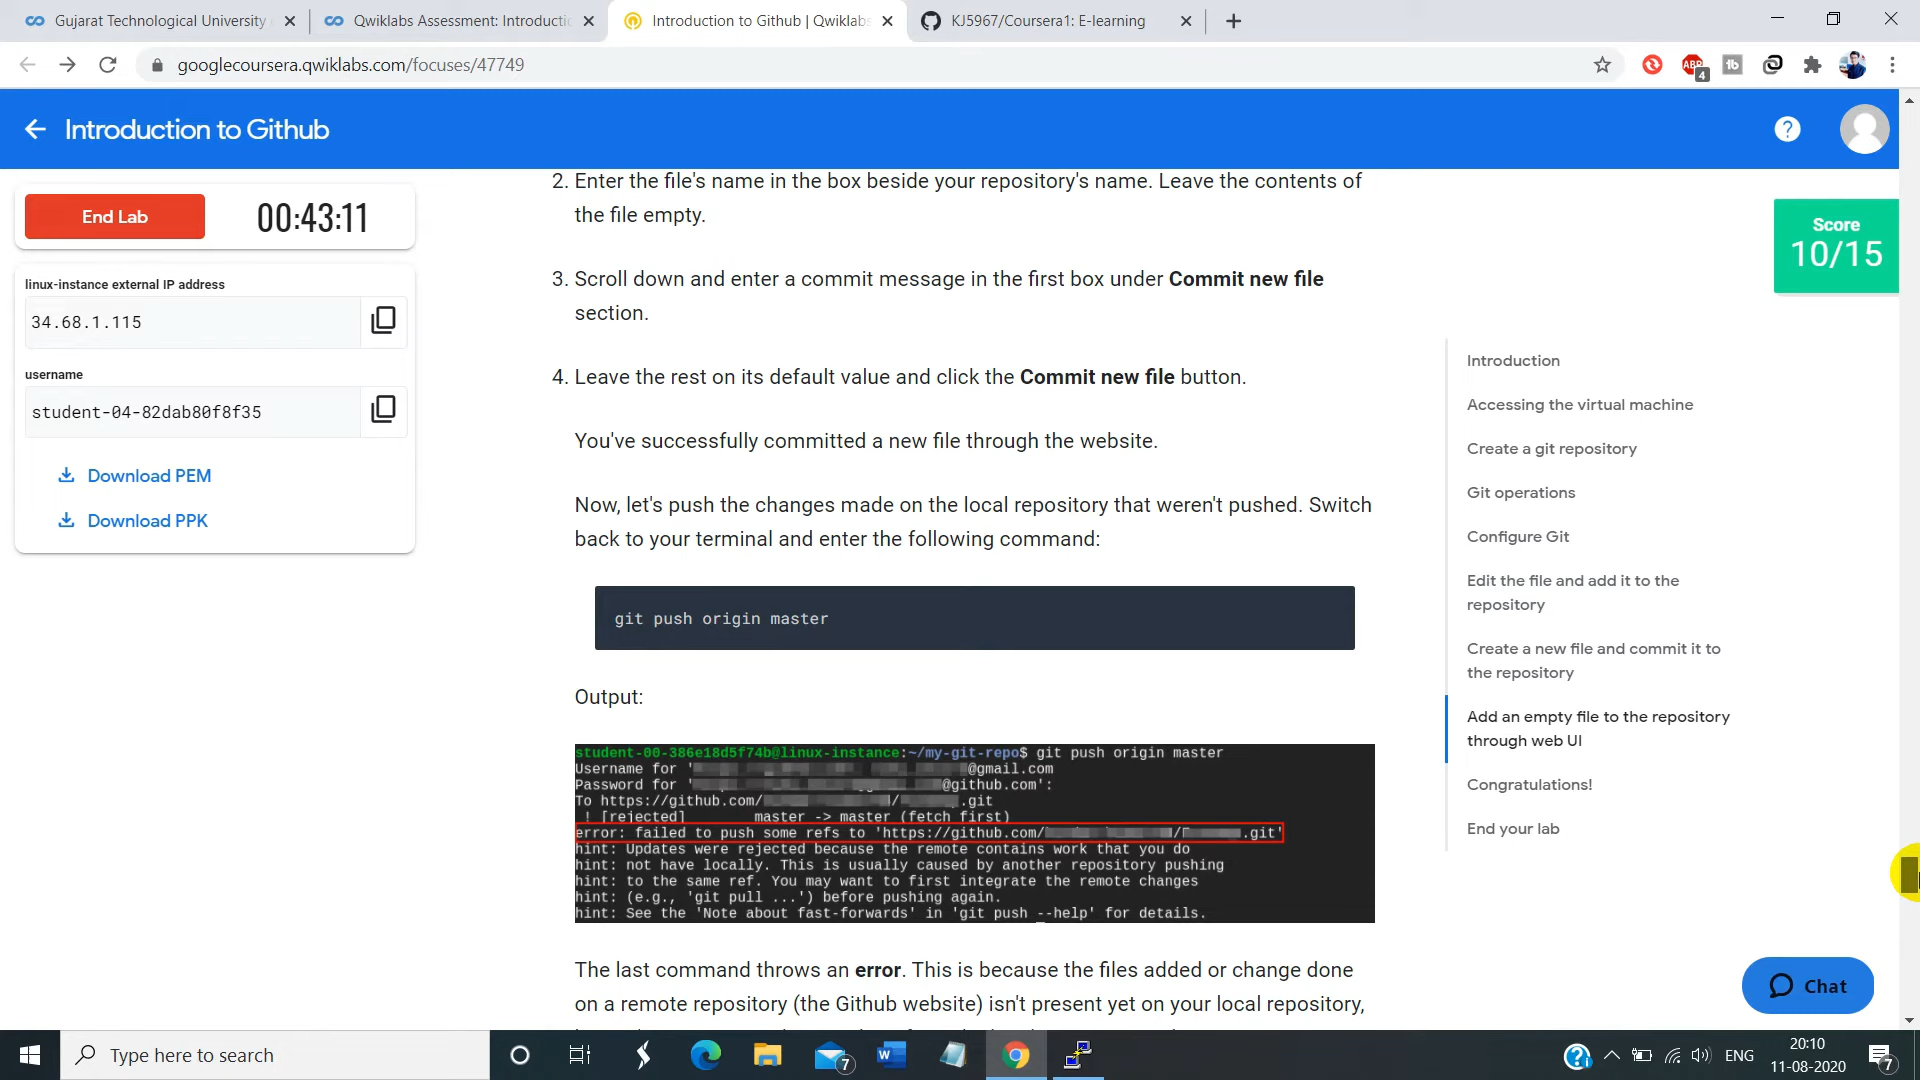 Gujarat Technological University
Qwiklabs Assessment: Introductio
Introduction to Github | Qwiklabs
KJ5967/Coursera1: E-learning
googlecoursera.qwiklabs.com/focuses/47749
ABP
4
tb
Introduction to Github
?
End Lab
00:43:11
linux-instance external IP address
34.68.1.115
username
student-04-82dab80f8f35
Download PEM
Download PPK
2. Enter the file's name in the box beside your repository's name. Leave the contents of
the file empty.
3. Scroll down and enter a commit message in the first box under Commit new file
section.
4. Leave the rest on its default value and click the Commit new file button.
You've successfully committed a new file through the website.
Now, let's push the changes made on the local repository that weren't pushed. Switch
back to your terminal and enter the following command:
git push origin master
Output:
student-00-386e18d5f74b@linux-instance:~/my-git-repo$ git push origin master
Username for ' @gmail.com
Password for ' @github.com':
To https://github.com/ / .git
! [rejected] master -> master (fetch first)
error: failed to push some refs to 'https://github.com/ / .git'
hint: Updates were rejected because the remote contains work that you do
hint: not have locally. This is usually caused by another repository pushing
hint: to the same ref. You may want to first integrate the remote changes
hint: (e.g., 'git pull ...') before pushing again.
hint: See the 'Note about fast-forwards' in 'git push --help' for details.
The last command throws an error. This is because the files added or change done
on a remote repository (the Github website) isn't present yet on your local repository,
Score
10/15
Introduction
Accessing the virtual machine
Create a git repository
Git operations
Configure Git
Edit the file and add it to the
repository
Create a new file and commit it to
the repository
Add an empty file to the repository
through web UI
Congratulations!
End your lab
Chat
Type here to search
7
W
ENG
20:10
11-08-2020
7